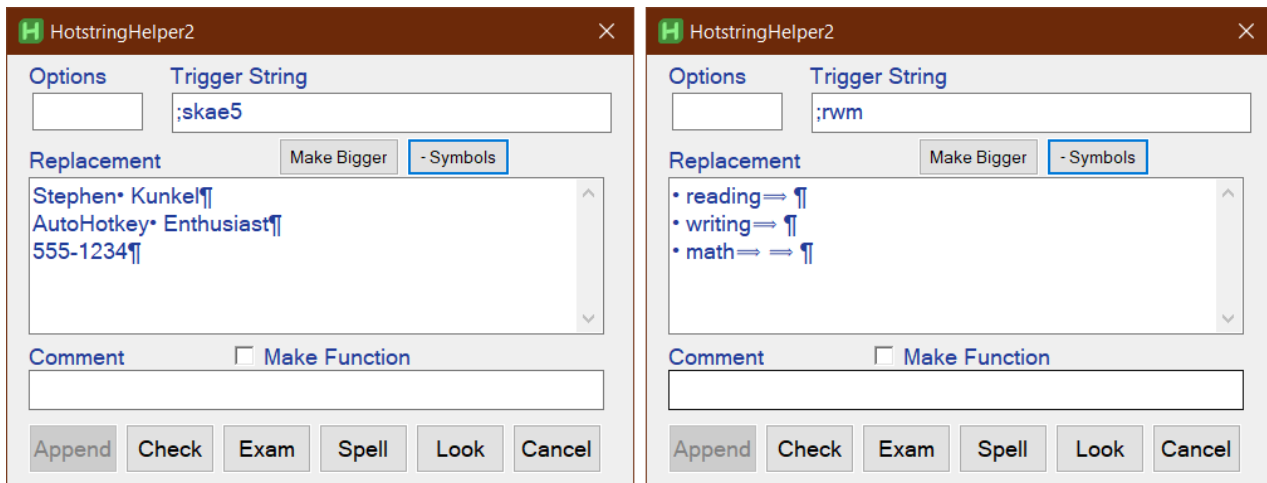 HotstringHelper2
Options Trigger String
;skae5
Replacement Make Bigger - Symbols
Stephen• Kunkel¶
AutoHotkey• Enthusiast¶
555-1234¶
Comment Make Function
Append Check Exam Spell Look Cancel
HotstringHelper2
Options Trigger String
;rwm
Replacement Make Bigger - Symbols
• reading⟹ ¶
• writing⟹ ¶
• math⟹ ⟹ ¶
Comment Make Function
Append Check Exam Spell Look Cancel